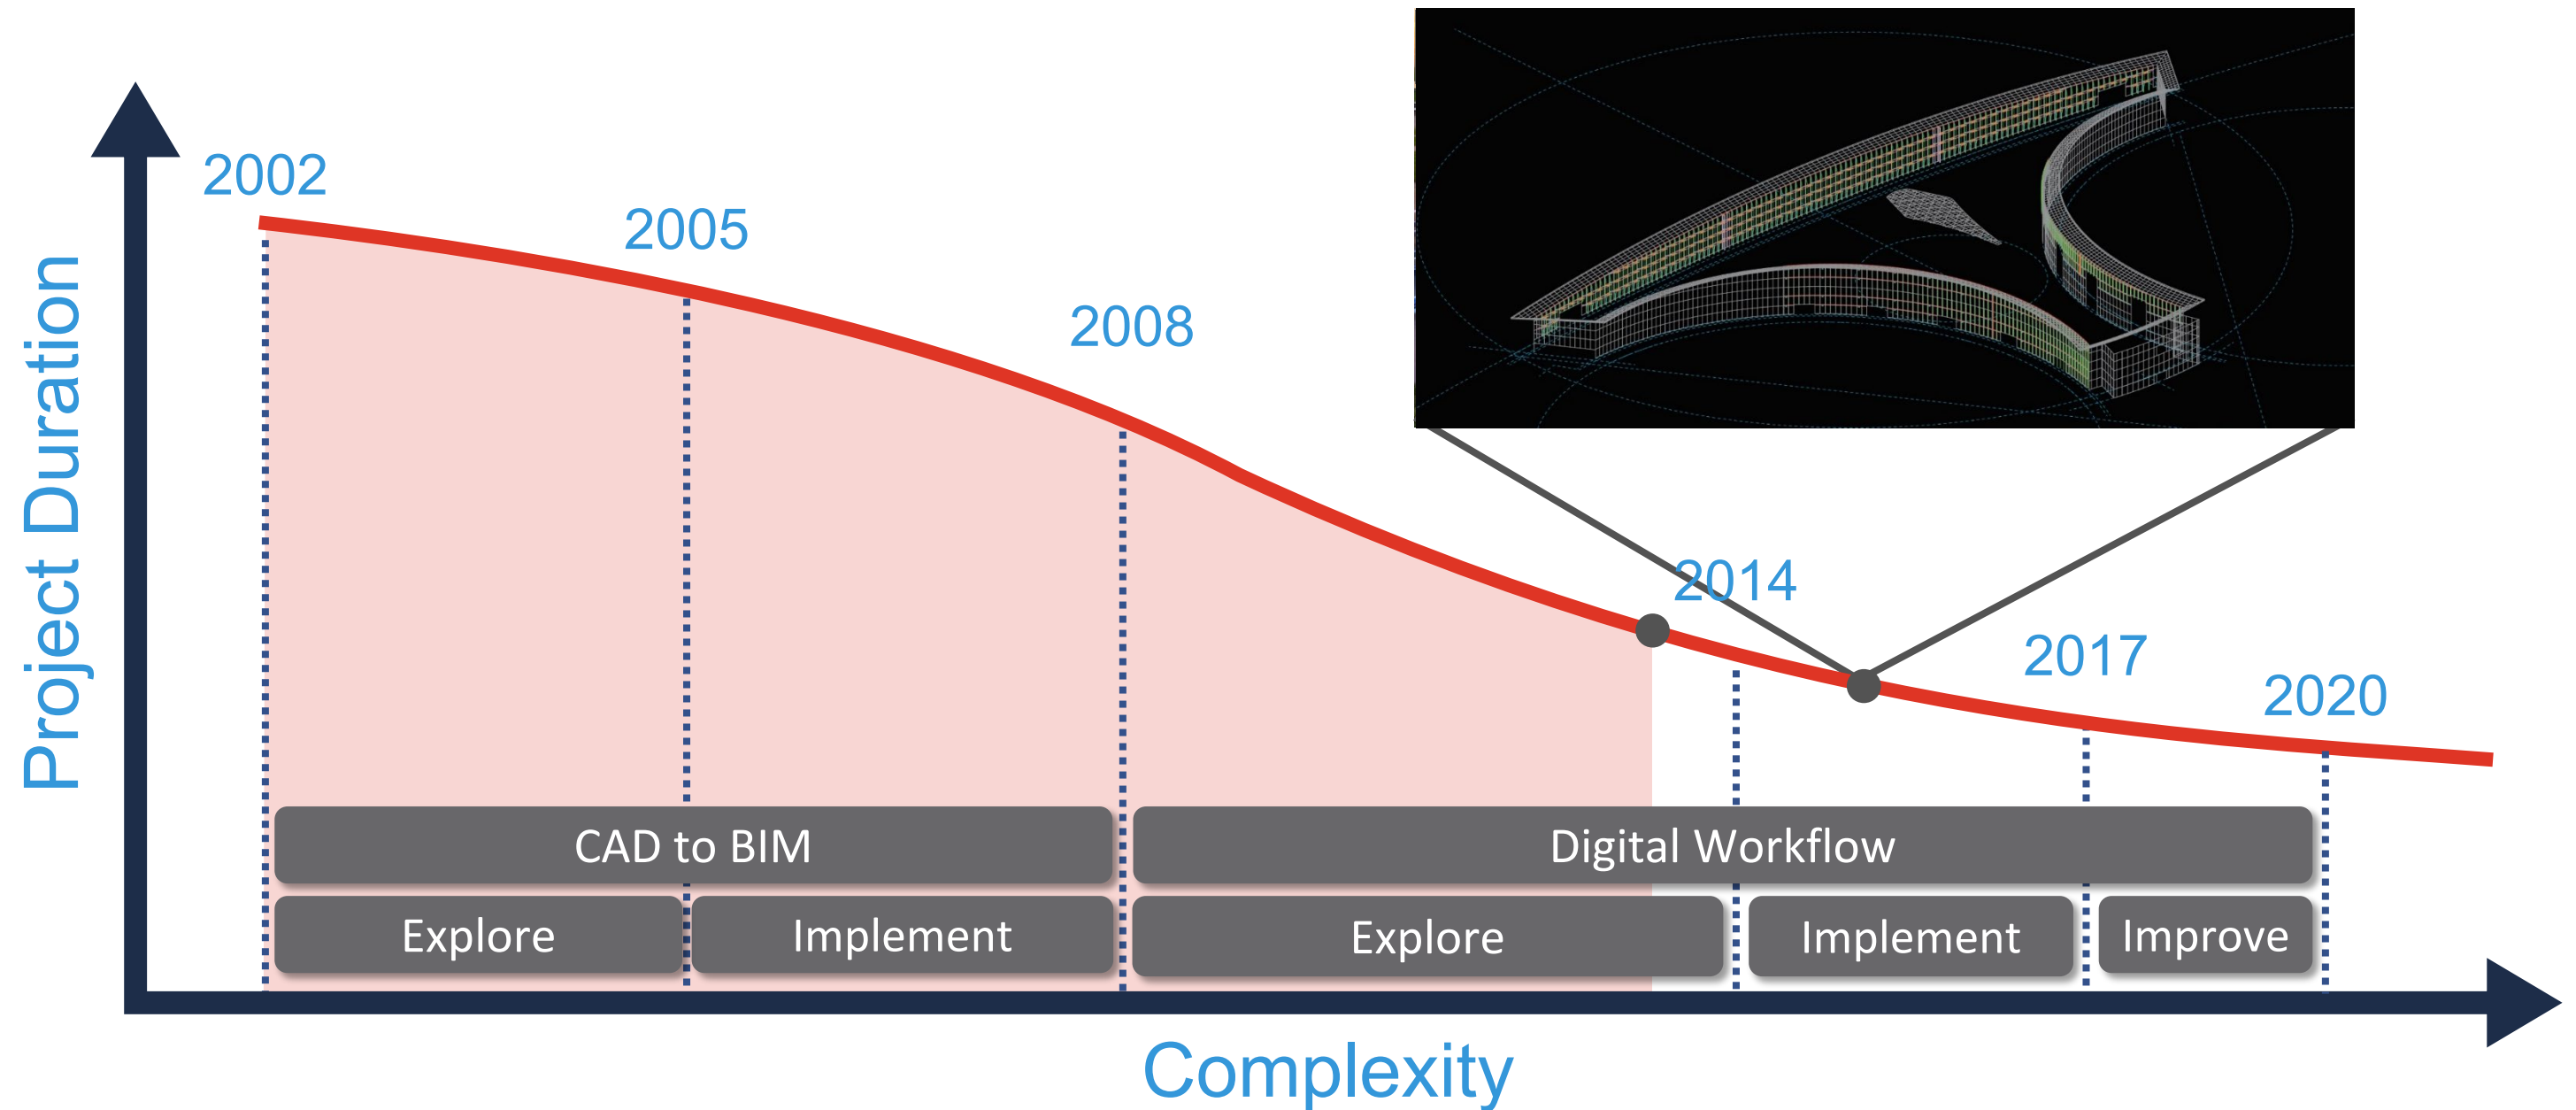 2002
2005
2008
2014
2017
2020
Project Duration
CAD to BIM
Digital Workflow
Explore
Implement
Explore
Implement
Improve
Complexity